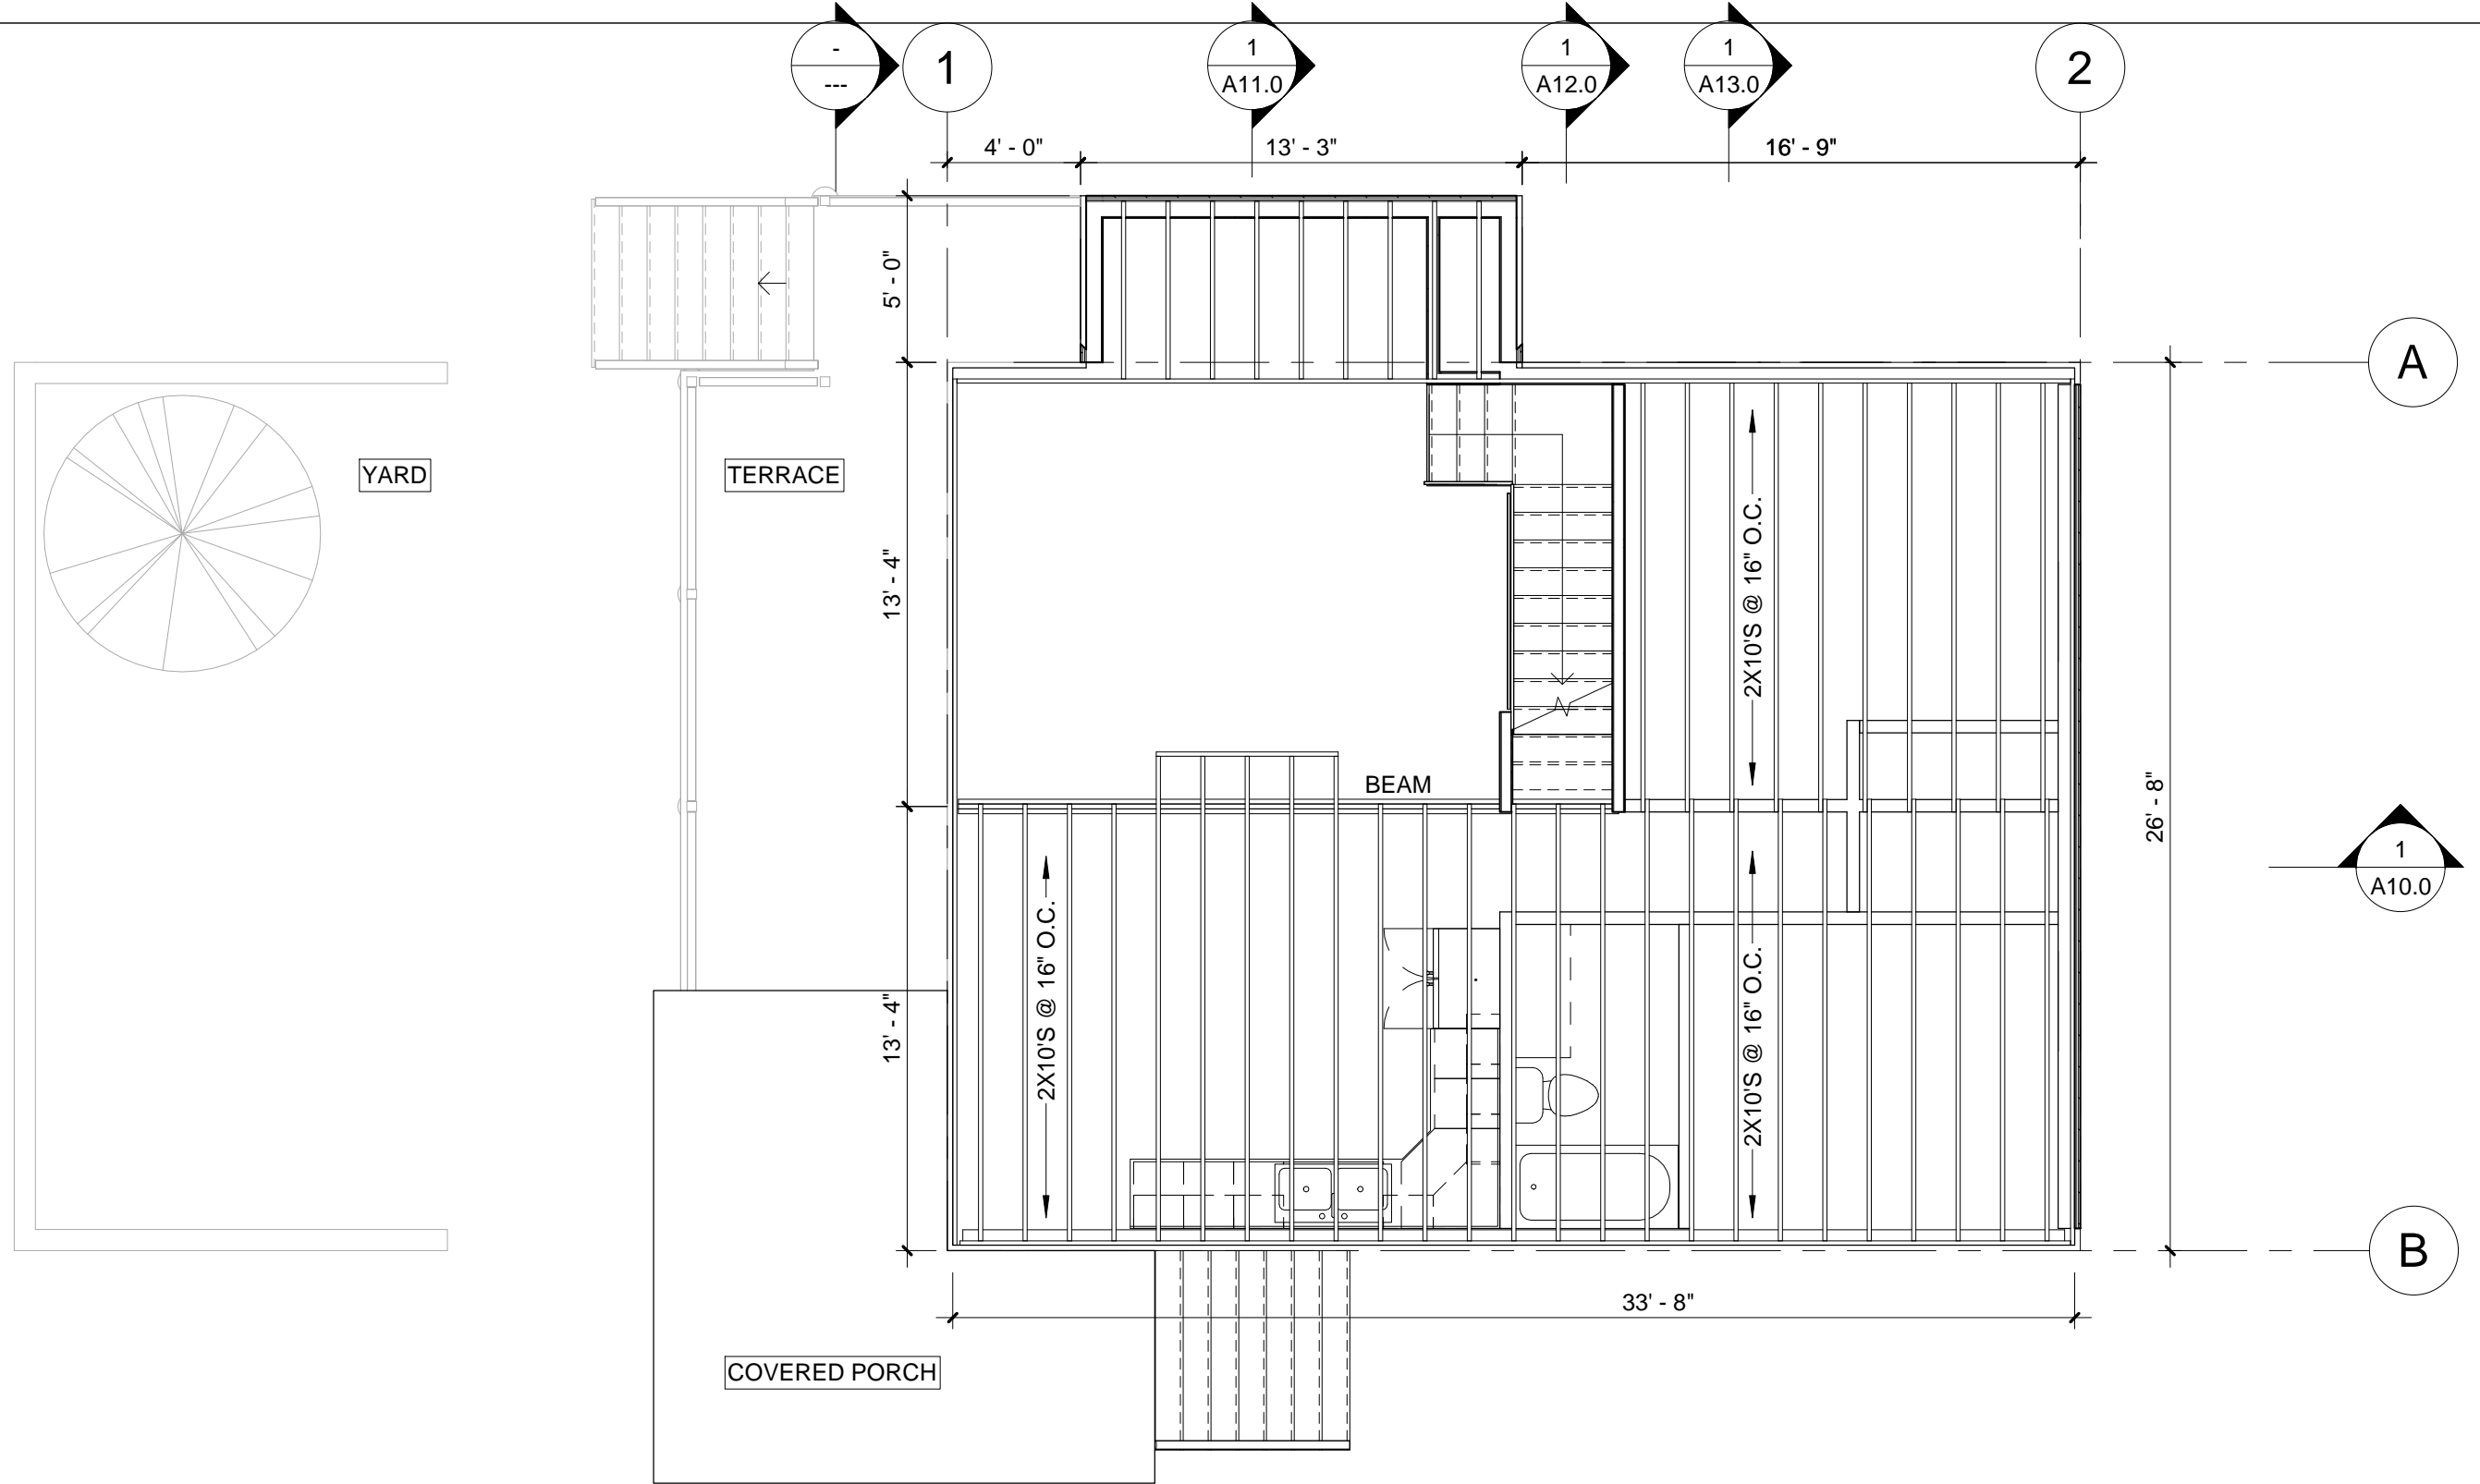 -
---
1
1
A11.0
1
A12.0
1
A13.0
2
4' - 0"
13' - 3"
16' - 9"
5' - 0"
A
YARD
TERRACE
13' - 4"
2X10'S @ 16" O.C.
BEAM
26' - 8"
1
A10.0
2X10'S @ 16" O.C.
2X10'S @ 16" O.C.
13' - 4"
B
33' - 8"
COVERED PORCH